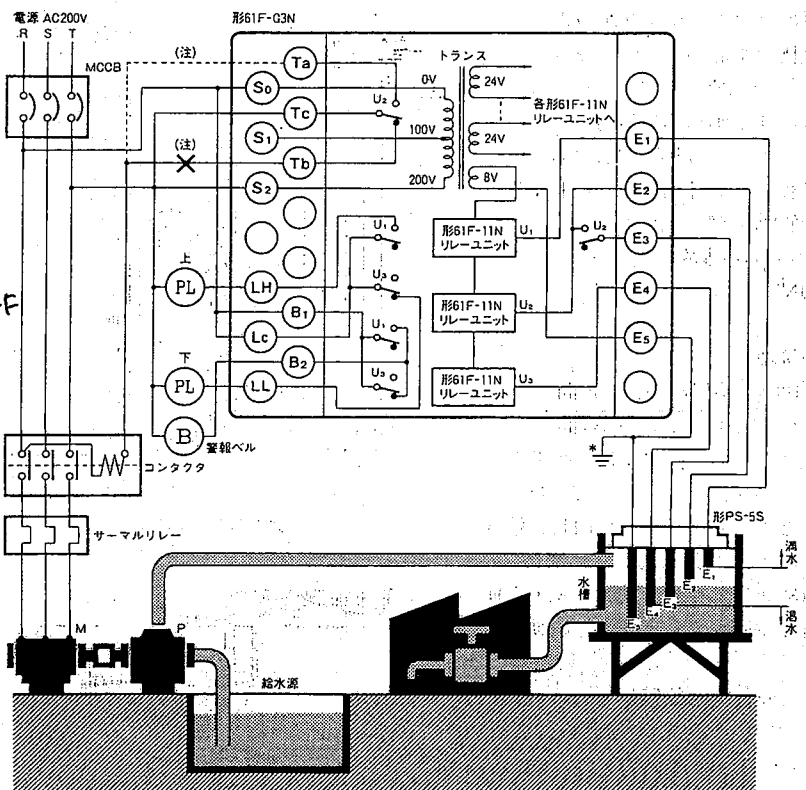 電源 AC200V
R S T
MCCB
形61F-G3N
(注)
(注)
Ta
S0
Tc
S1
Tb
S2
LH
B1
Lc
B2
LL
U2
0V
100V
200V
トランス
24V
24V
8V
各形61F-11N
リレーユニットへ
U1
U3
U1
U3
形61F-11N
リレーユニット
U1
形61F-11N
リレーユニット
U2
形61F-11N
リレーユニット
U3
U2
E1
E2
E3
E4
E5
上
PL
下
PL
B
警報ベル
F
コンタクタ
サーマルリレー
*
形PS-5S
満水
渇水
水槽
E5
E4
E3
E2
E1
M
P
給水源